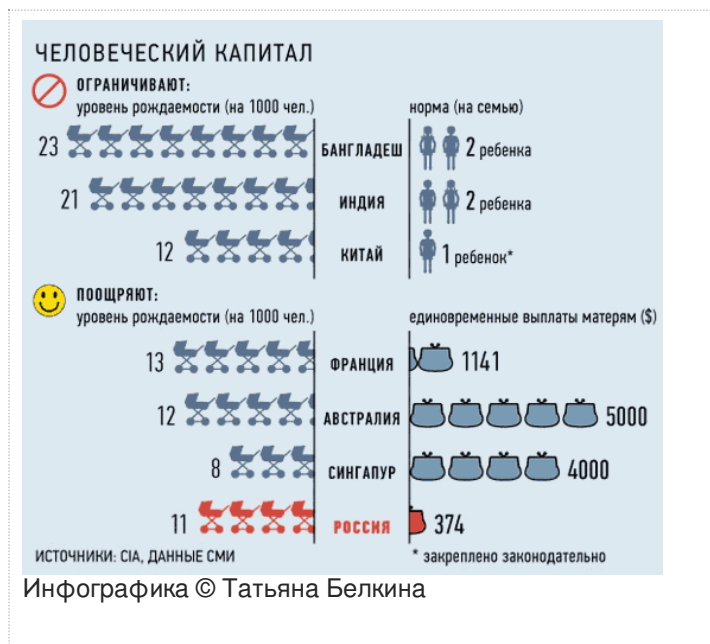 ЧЕЛОВЕЧЕСКИЙ КАПИТАЛ
ОГРАНИЧИВАЮТ:
уровень рождаемости (на 1000 чел.) норма (на семью)
23 БАНГЛАДЕШ 2 ребенка
21 ИНДИЯ 2 ребенка
12 КИТАЙ 1 ребенок*
ПООЩРЯЮТ:
уровень рождаемости (на 1000 чел.) единовременные выплаты матерям ($)
13 ФРАНЦИЯ 1141
12 АВСТРАЛИЯ 5000
8 СИНГАПУР 4000
11 РОССИЯ 374
ИСТОЧНИКИ: CIA, ДАННЫЕ СМИ * закреплено законодательно
Инфографика © Татьяна Белкина